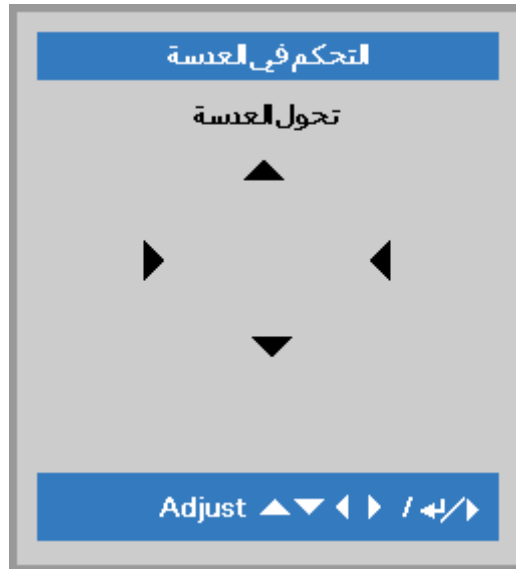 التحكم في العدسة
تحول العدسة
Adjust ▲▼◀ ▶ / ↵/▶